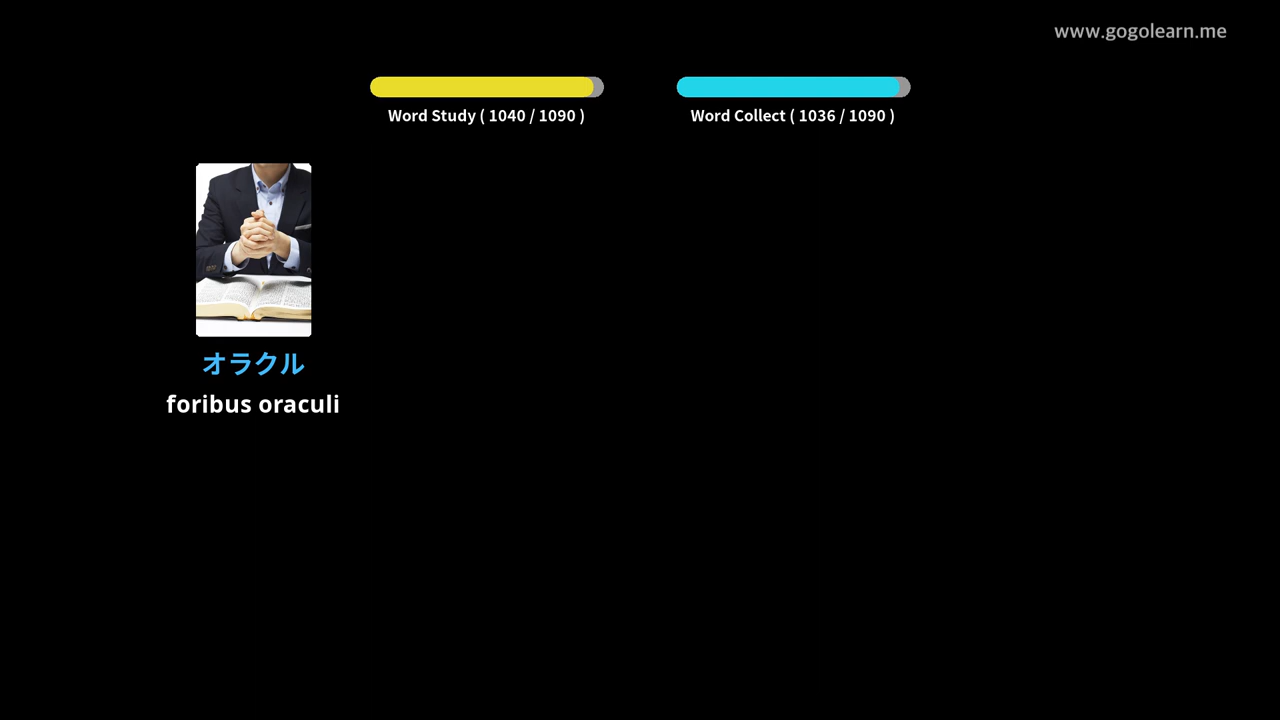 www.gogolearn.me
Word Study ( 1040 / 1090 )
Word Collect ( 1036 / 1090 )
オラクル
foribus oraculi